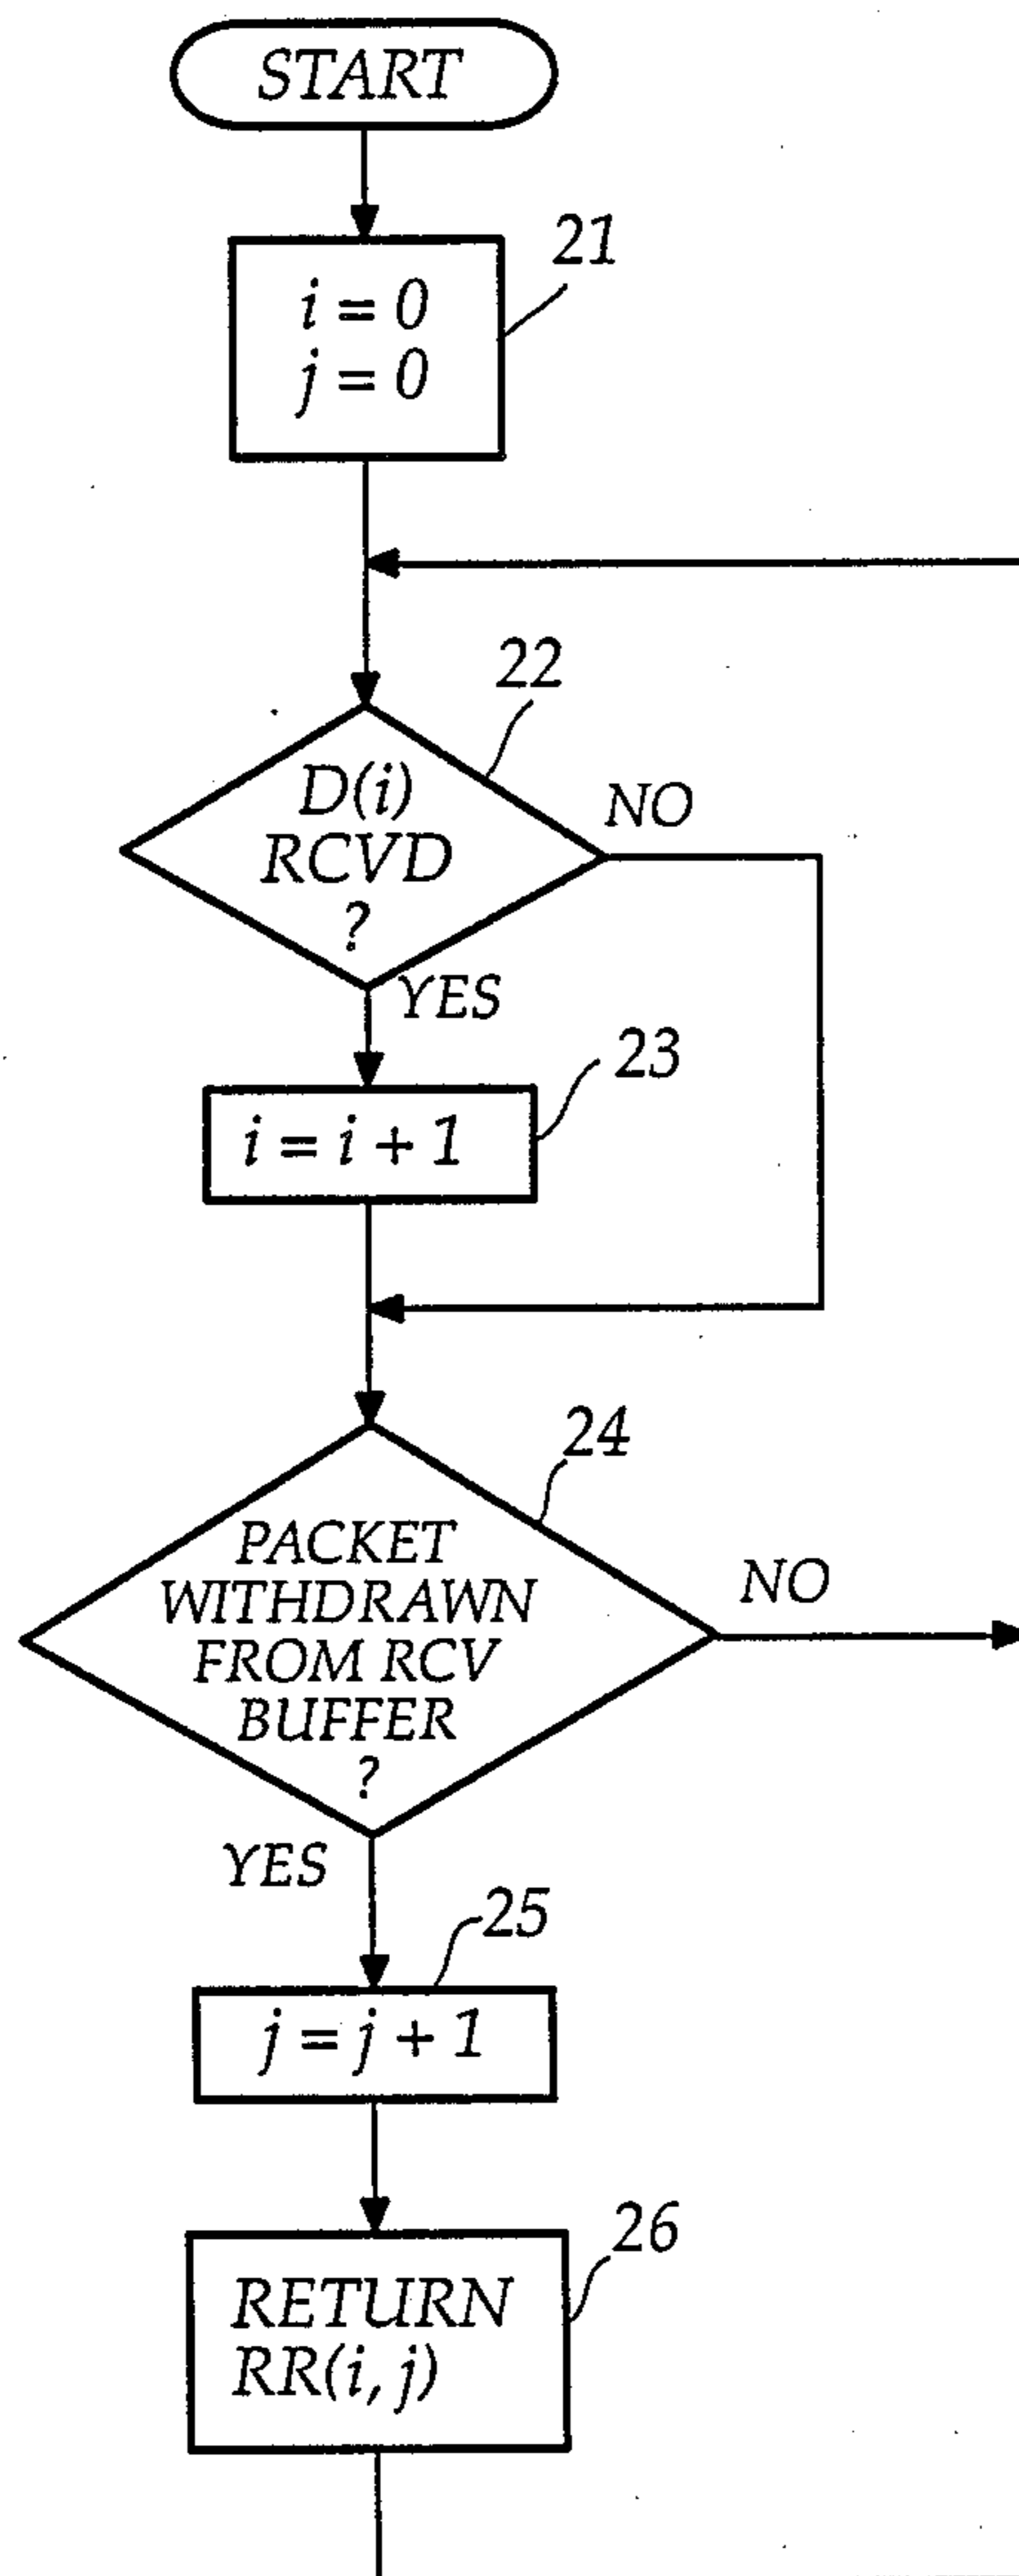 START
21
i = 0
j = 0
22
D(i)
RCVD
?
NO
YES
23
i = i + 1
24
PACKET
WITHDRAWN
FROM RCV
BUFFER
?
NO
YES
25
j = j + 1
26
RETURN
RR(i, j)